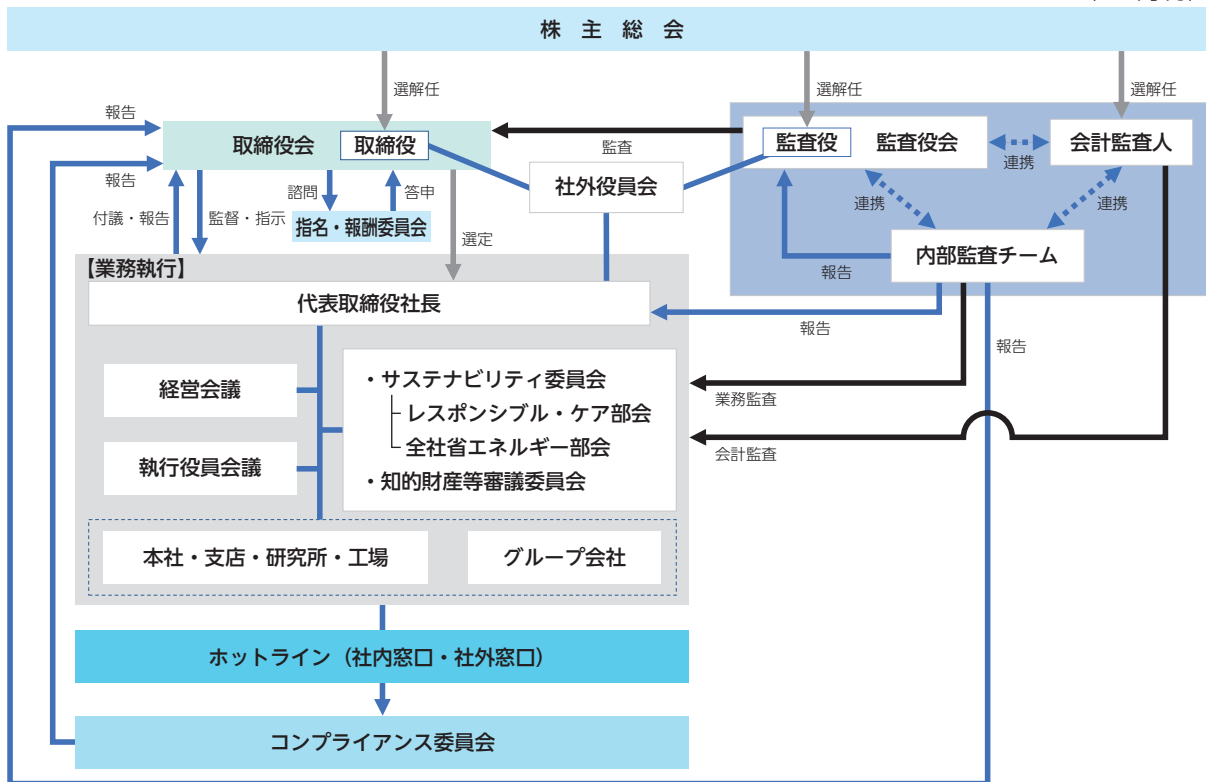 株 主 総 会
選解任
選解任
選解任
報告
取締役会
取締役
監査
監査役
監査役会
連携
会計監査人
報告
社外役員会
付議・報告
監督・指示
諮問
答申
指名・報酬委員会
選定
連携
連携
内部監査チーム
報告
【業務執行】
代表取締役社長
報告
報告
経営会議
・サステナビリティ委員会
レスポンシブル・ケア部会
全社省エネルギー部会
・知的財産等審議委員会
業務監査
執行役員会議
会計監査
本社・支店・研究所・工場
グループ会社
ホットライン（社内窓口・社外窓口）
コンプライアンス委員会